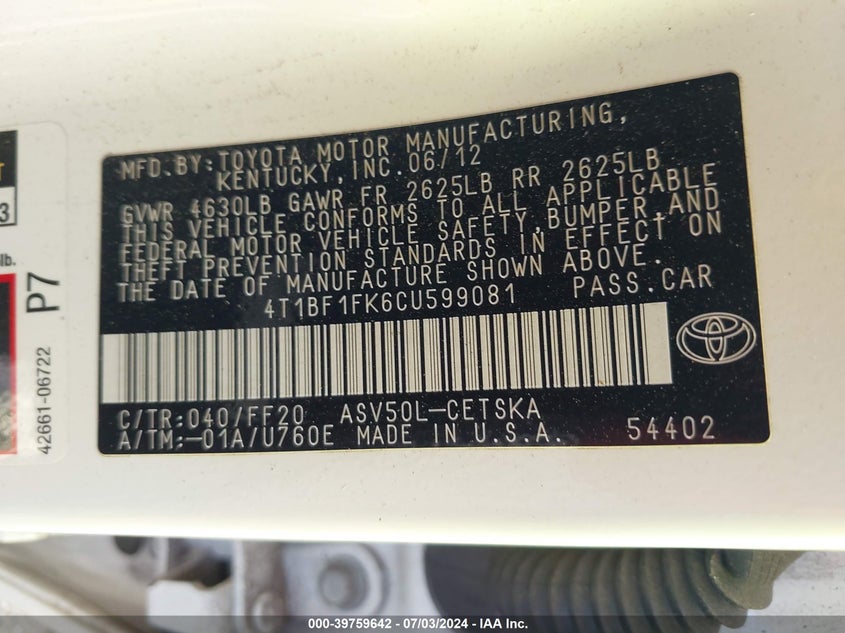 MFD.BY:TOYOTA MOTOR MANUFACTURING,
KENTUCKY, INC. 06/12
GVWR 4630LB GAWR FR 2625LB RR 2625LB
THIS VEHICLE CONFORMS TO ALL APPLICABLE
FEDERAL MOTOR VEHICLE SAFETY, BUMPER, AND
THEFT PREVENTION STANDARDS IN EFFECT ON
THE DATE OF MANUFACTURE SHOWN ABOVE.
4T1BF1FK6CU599081 PASS.CAR
C/TR:040/FF20 ASV50L-CETSKA
A/TM:-01A/U760E MADE IN U.S.A. 54402
3
lb.
P7
42661-06722
000-39759642 - 07/03/2024 - IAA Inc.